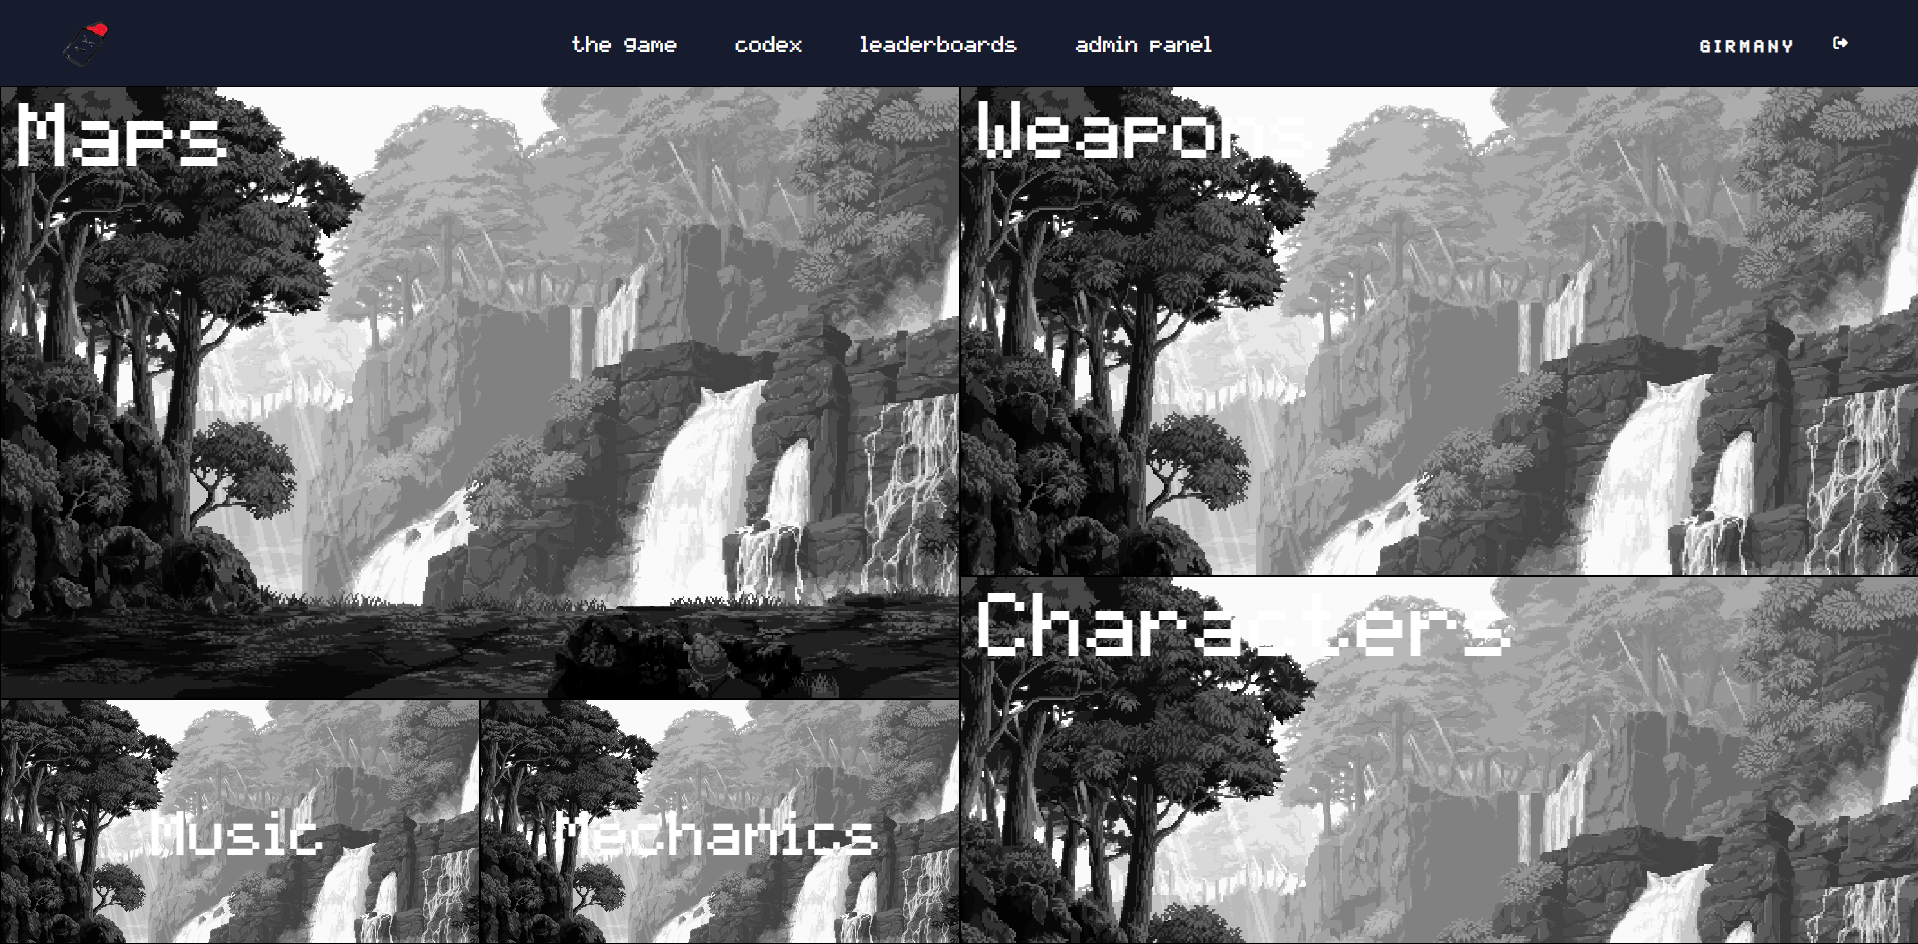 the game
codex
leaderboards
admin panel
GIRMANY
Maps
Weapons
Characters
Music
Mechanics